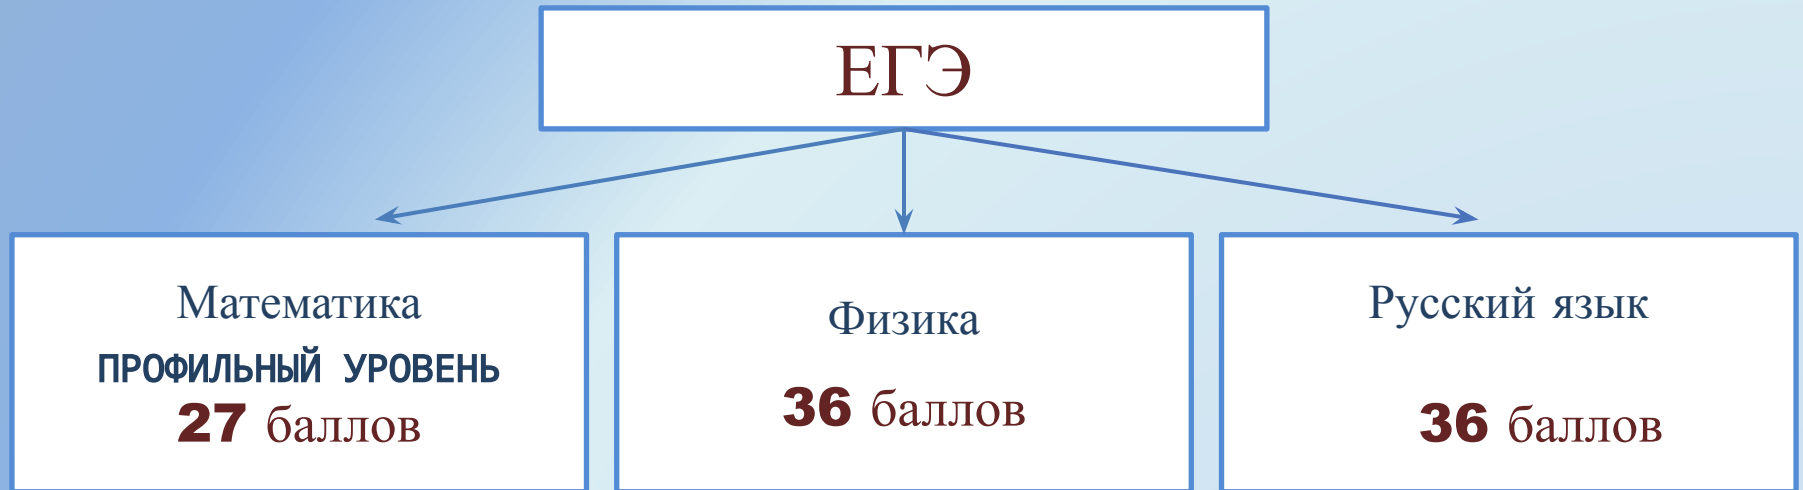 ЕГЭ
Математика
ПРОФИЛЬНЫЙ УРОВЕНЬ
27 баллов
Физика
36 баллов
Русский язык
36 баллов